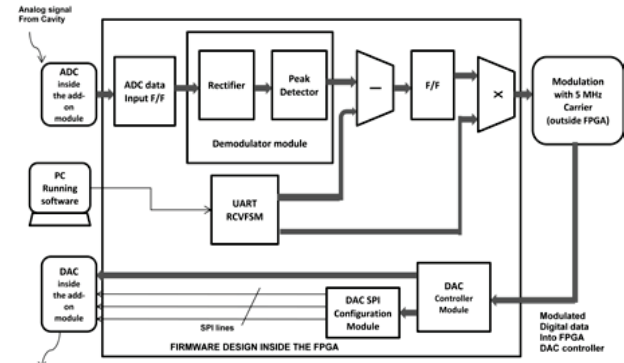 Analog signal
From Cavity
ADC
inside
the add-
on
module
ADC data
Input F/F
Rectifier
Peak
Detector
Demodulator module
—
F/F
X
Modulation
with 5 MHz
Carrier
(outside FPGA)
PC
Running
software
UART
RCVFSM
DAC
inside
the add-
on
module
SPI lines
DAC SPI
Configuration
Module
DAC
Controller
Module
Modulated
Digital data
Into FPGA
DAC controller
FIRMWARE DESIGN INSIDE THE FPGA